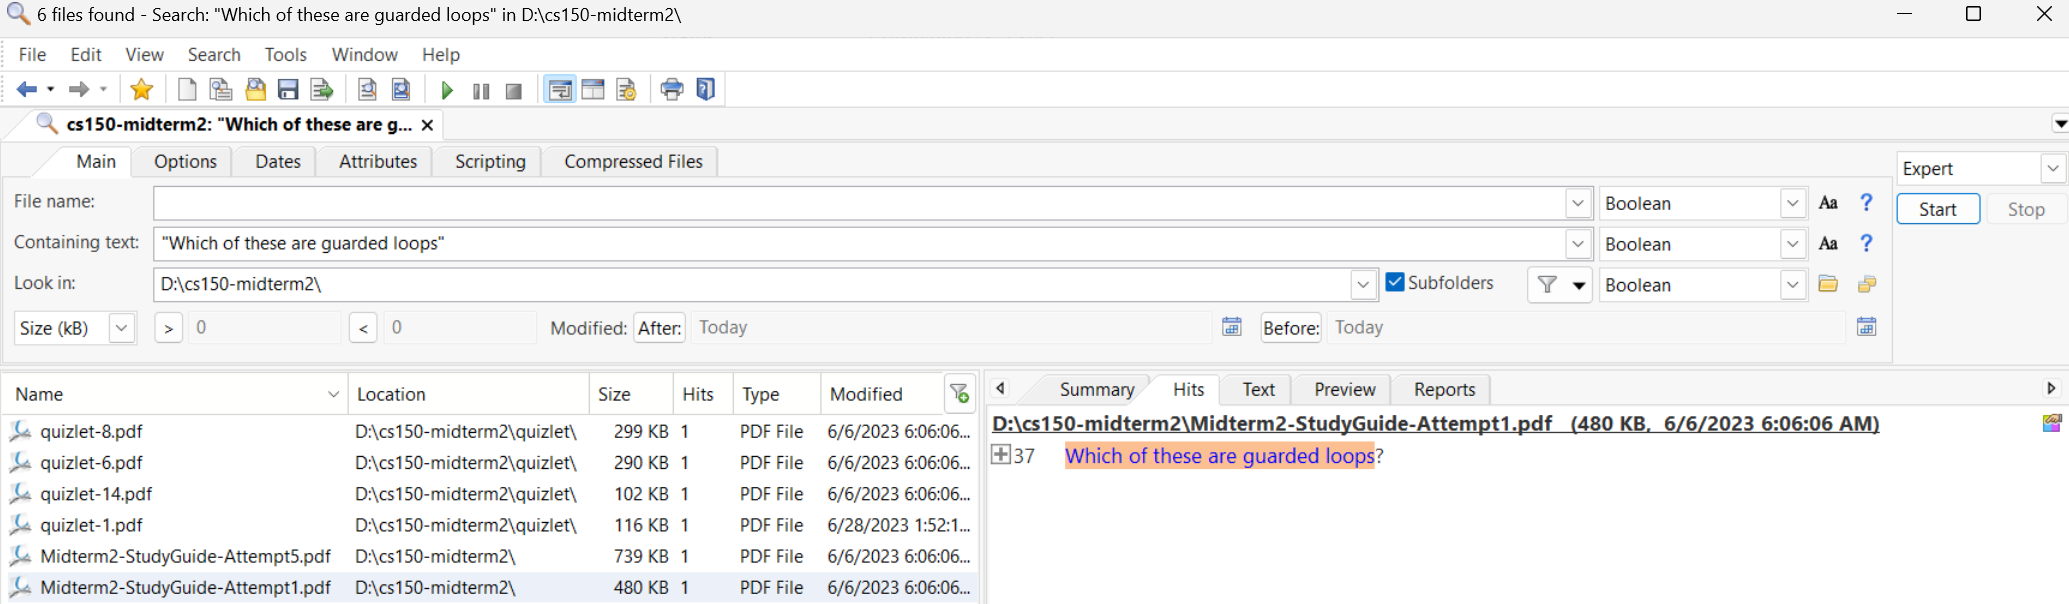 6 files found - Search: "Which of these are guarded loops" in D:\cs150-midterm2\
File Edit View Search Tools Window Help
cs150-midterm2: "Which of these are g...
Main Options Dates Attributes Scripting Compressed Files
Expert
File name: Boolean Aa ?
Start Stop
Containing text: "Which of these are guarded loops" Boolean Aa ?
Look in: D:\cs150-midterm2\ Subfolders Boolean
Size (kB) > 0 < 0 Modified: After: Today Before: Today
Name Location Size Hits Type Modified
quizlet-8.pdf D:\cs150-midterm2\quizlet\ 299 KB 1 PDF File 6/6/2023 6:06:06...
quizlet-6.pdf D:\cs150-midterm2\quizlet\ 290 KB 1 PDF File 6/6/2023 6:06:06...
quizlet-14.pdf D:\cs150-midterm2\quizlet\ 102 KB 1 PDF File 6/6/2023 6:06:06...
quizlet-1.pdf D:\cs150-midterm2\quizlet\ 116 KB 1 PDF File 6/28/2023 1:52:1...
Midterm2-StudyGuide-Attempt5.pdf D:\cs150-midterm2\ 739 KB 1 PDF File 6/6/2023 6:06:06...
Midterm2-StudyGuide-Attempt1.pdf D:\cs150-midterm2\ 480 KB 1 PDF File 6/6/2023 6:06:06...
Summary Hits Text Preview Reports
D:\cs150-midterm2\Midterm2-StudyGuide-Attempt1.pdf (480 KB, 6/6/2023 6:06:06 AM)
37 Which of these are guarded loops?